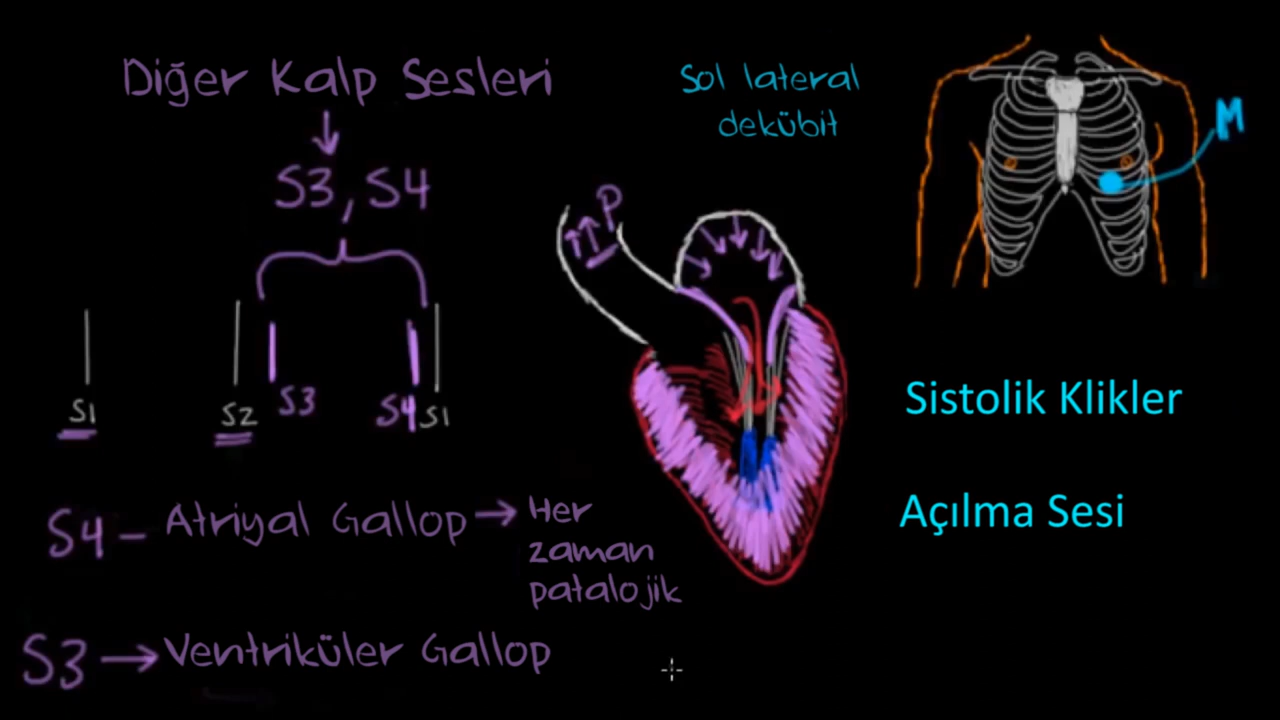 Diğer Kalp Sesleri
S3, S4
S1
S2
S3
S4
S1
S4 – Atriyal Gallop → Her
zaman
patalojik
S3 → Ventriküler Gallop
Sol lateral
dekübit
P
M
Sistolik Klikler
Açılma Sesi